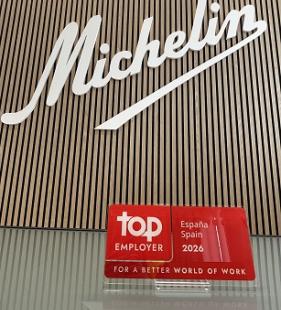 Michelin
top
EMPLOYER
España
Spain
2026
FOR A BETTER WORLD OF WORK